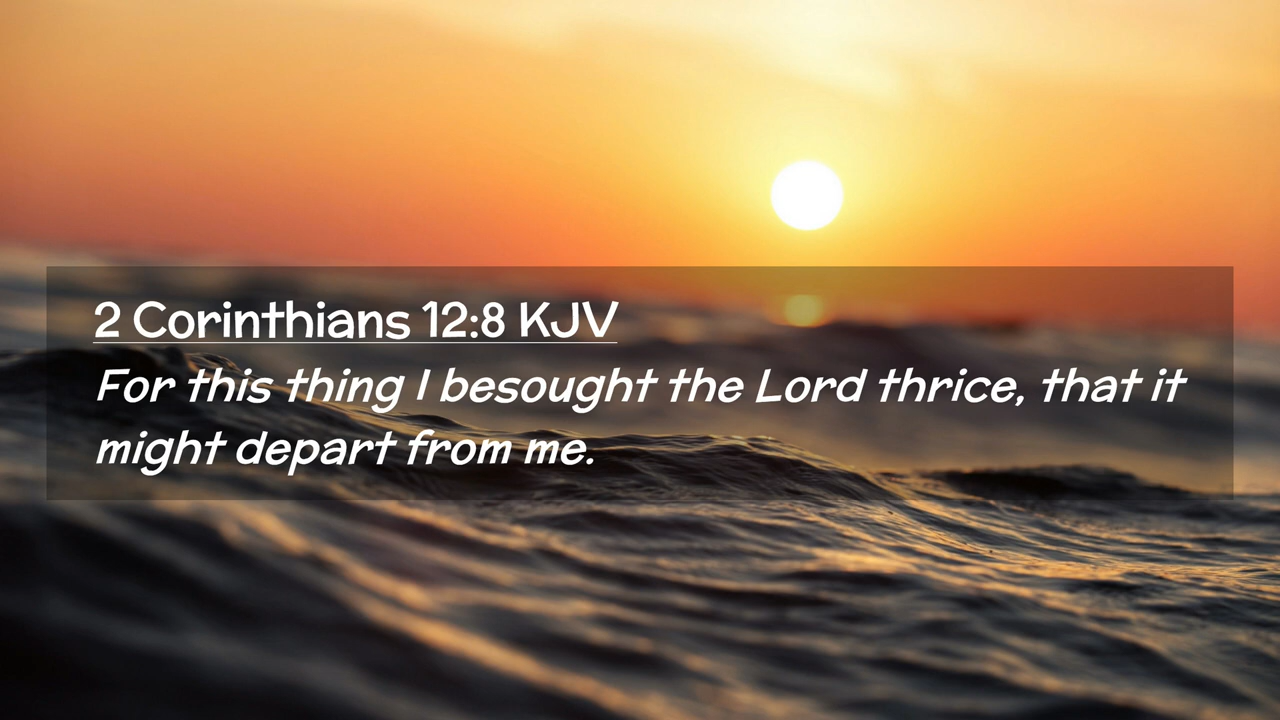 2 Corinthians 12:8 KJV
For this thing I besought the Lord thrice, that it
might depart from me.